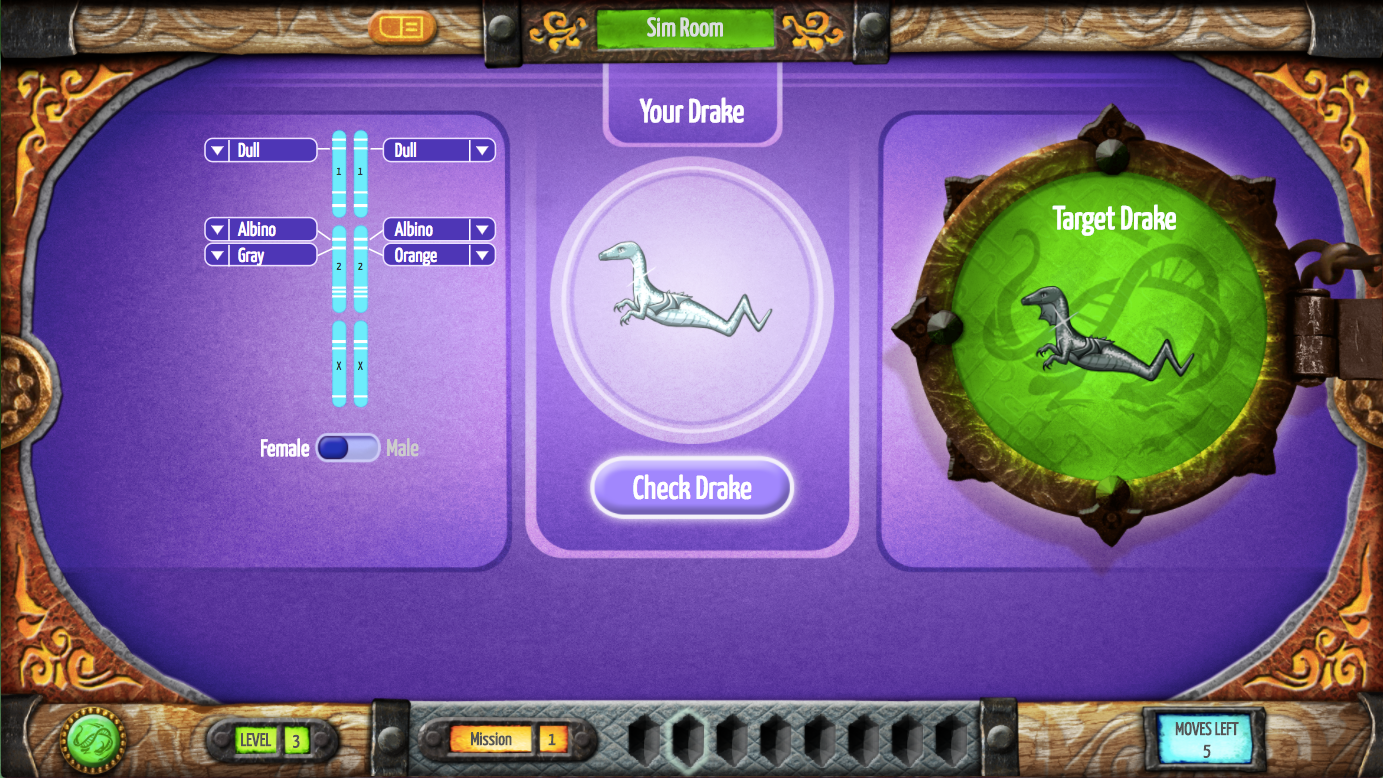 Sim Room
Your Drake
Dull
Dull
1 1
Albino
Albino
Gray
Orange
2 2
X X
Female
Male
Check Drake
Target Drake
LEVEL 3
Mission 1
MOVES LEFT
5